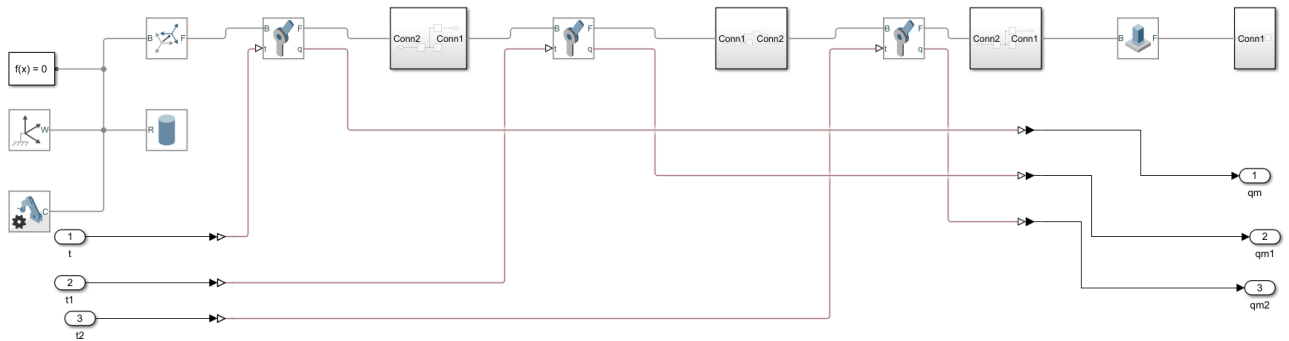 B F
B F
t q
Conn2 Conn1
B F
t q
Conn1 Conn2
B F
t q
Conn2 Conn1
B F
Conn1
f(x) = 0
W
R
C
1
t
2
t1
3
t2
1
qm
2
qm1
3
qm2